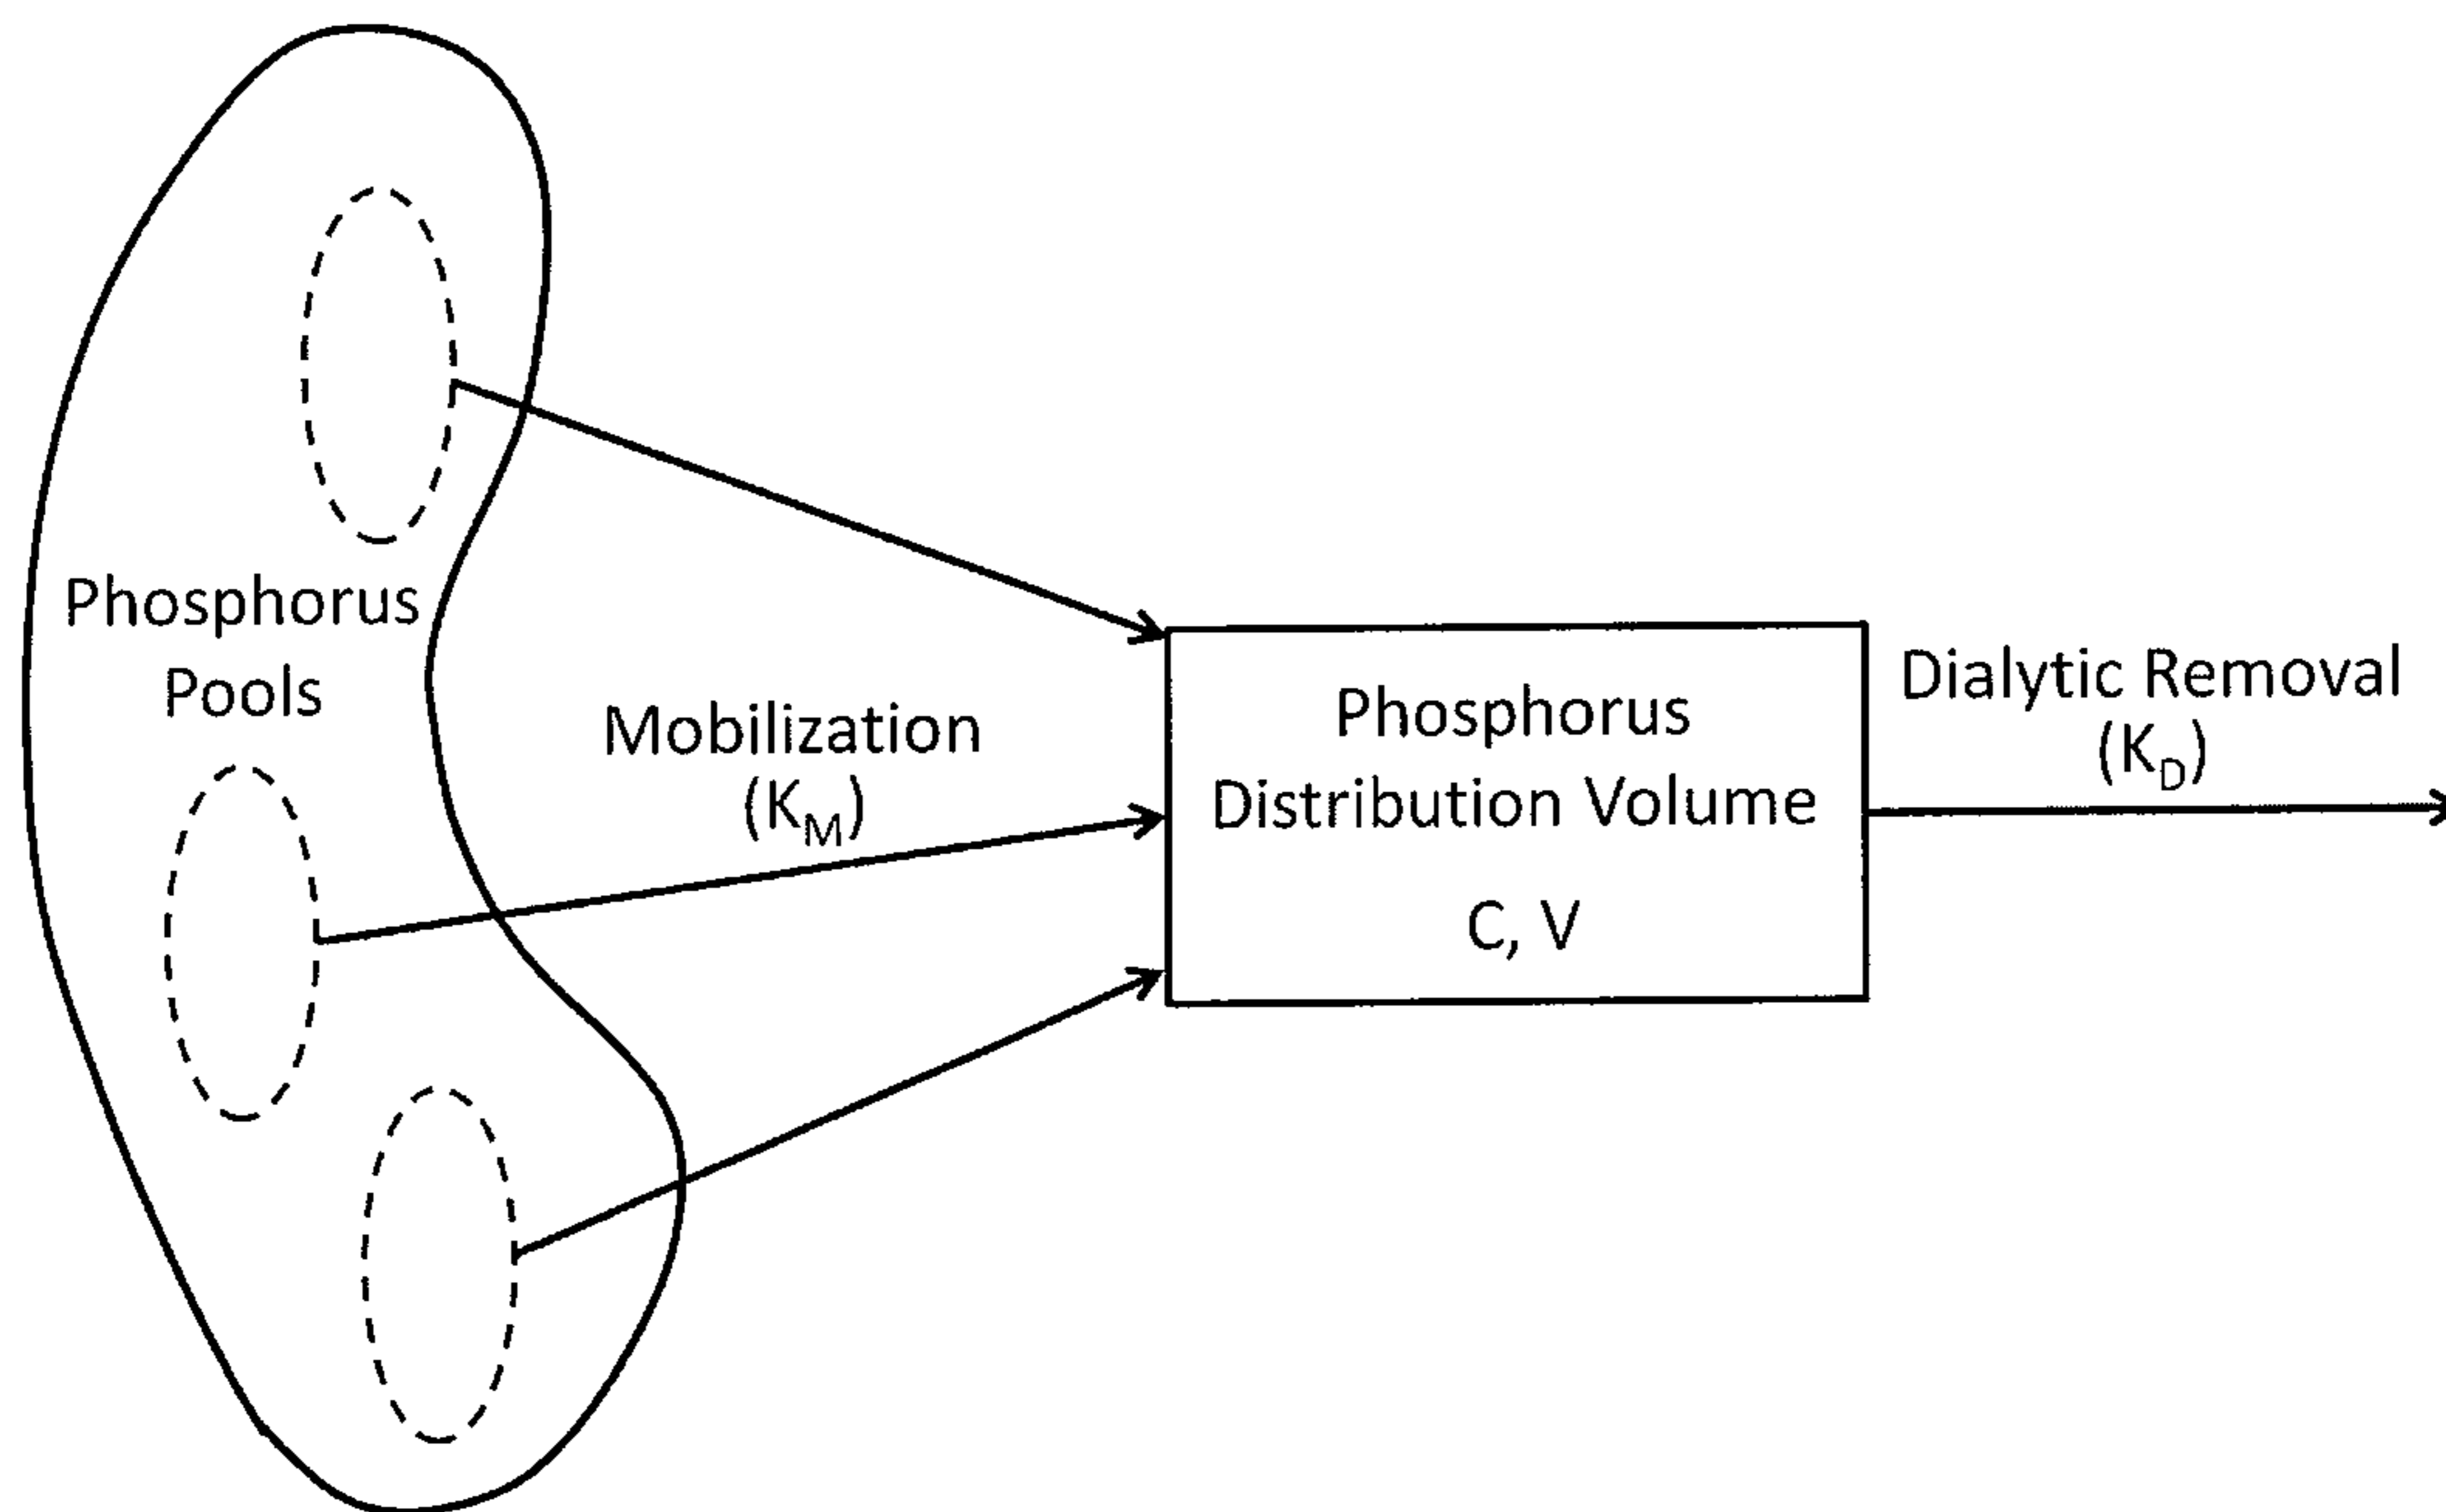 Phosphorus
Pools
Mobilization
(K_M)
Phosphorus
Distribution Volume
C, V
Dialytic Removal
(K_D)